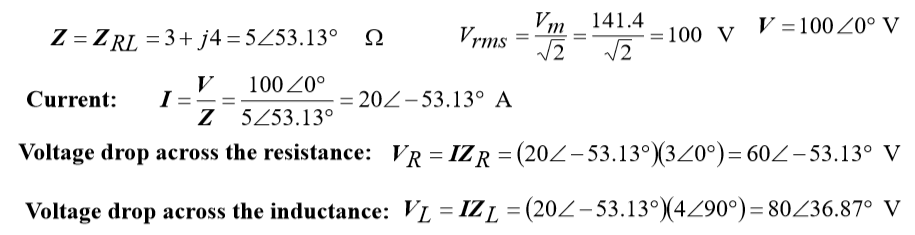 Z = Z_RL = 3 + j4 = 5∠53.13° Ω    V_rms = V_m/√2 = 141.4/√2 = 100 V    V = 100∠0° V
Current: I = V/Z = 100∠0°/5∠53.13° = 20∠−53.13° A
Voltage drop across the resistance: V_R = IZ_R = (20∠−53.13°)(3∠0°) = 60∠−53.13° V
Voltage drop across the inductance: V_L = IZ_L = (20∠−53.13°)(4∠90°) = 80∠36.87° V